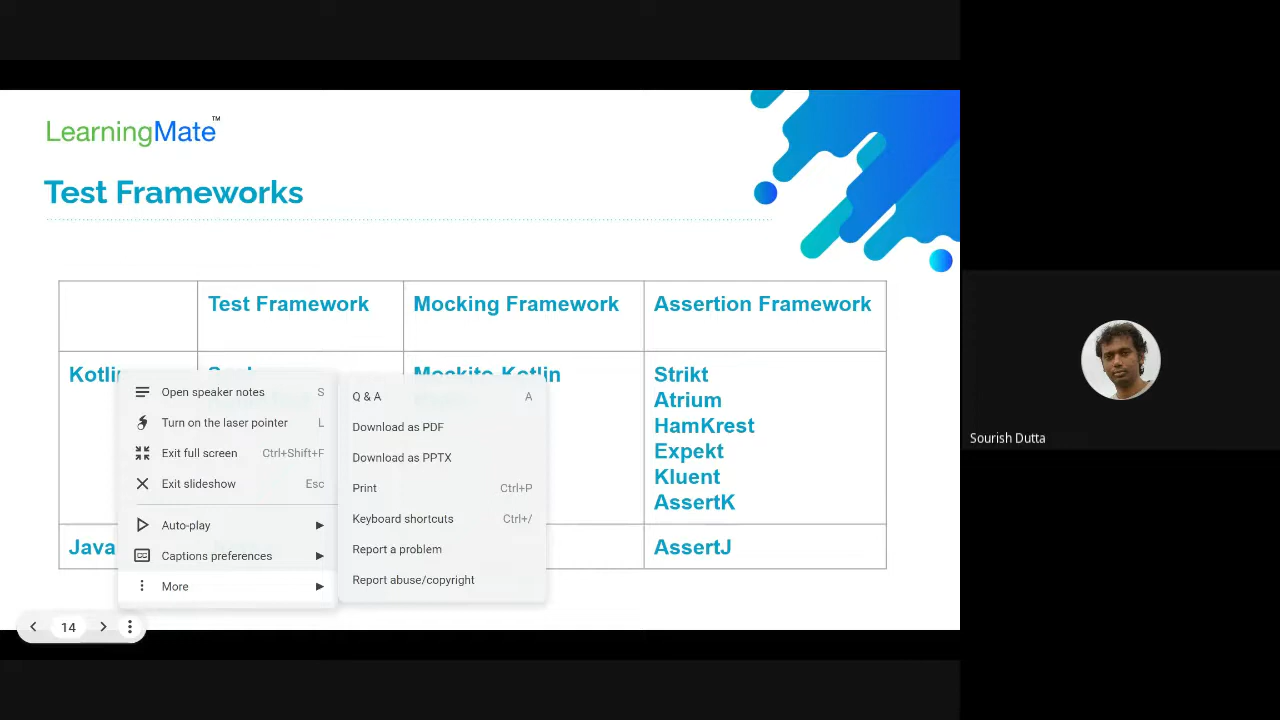 LearningMate™
Test Frameworks
Test Framework
Mocking Framework
Assertion Framework
Kotlin
Mockito Kotlin
Strikt
Atrium
HamKrest
Expekt
Kluent
AssertK
Java
AssertJ
Open speaker notes S
Turn on the laser pointer L
Exit full screen Ctrl+Shift+F
Exit slideshow Esc
Auto-play
Captions preferences
More
Q & A A
Download as PDF
Download as PPTX
Print Ctrl+P
Keyboard shortcuts Ctrl+/
Report a problem
Report abuse/copyright
14
Sourish Dutta